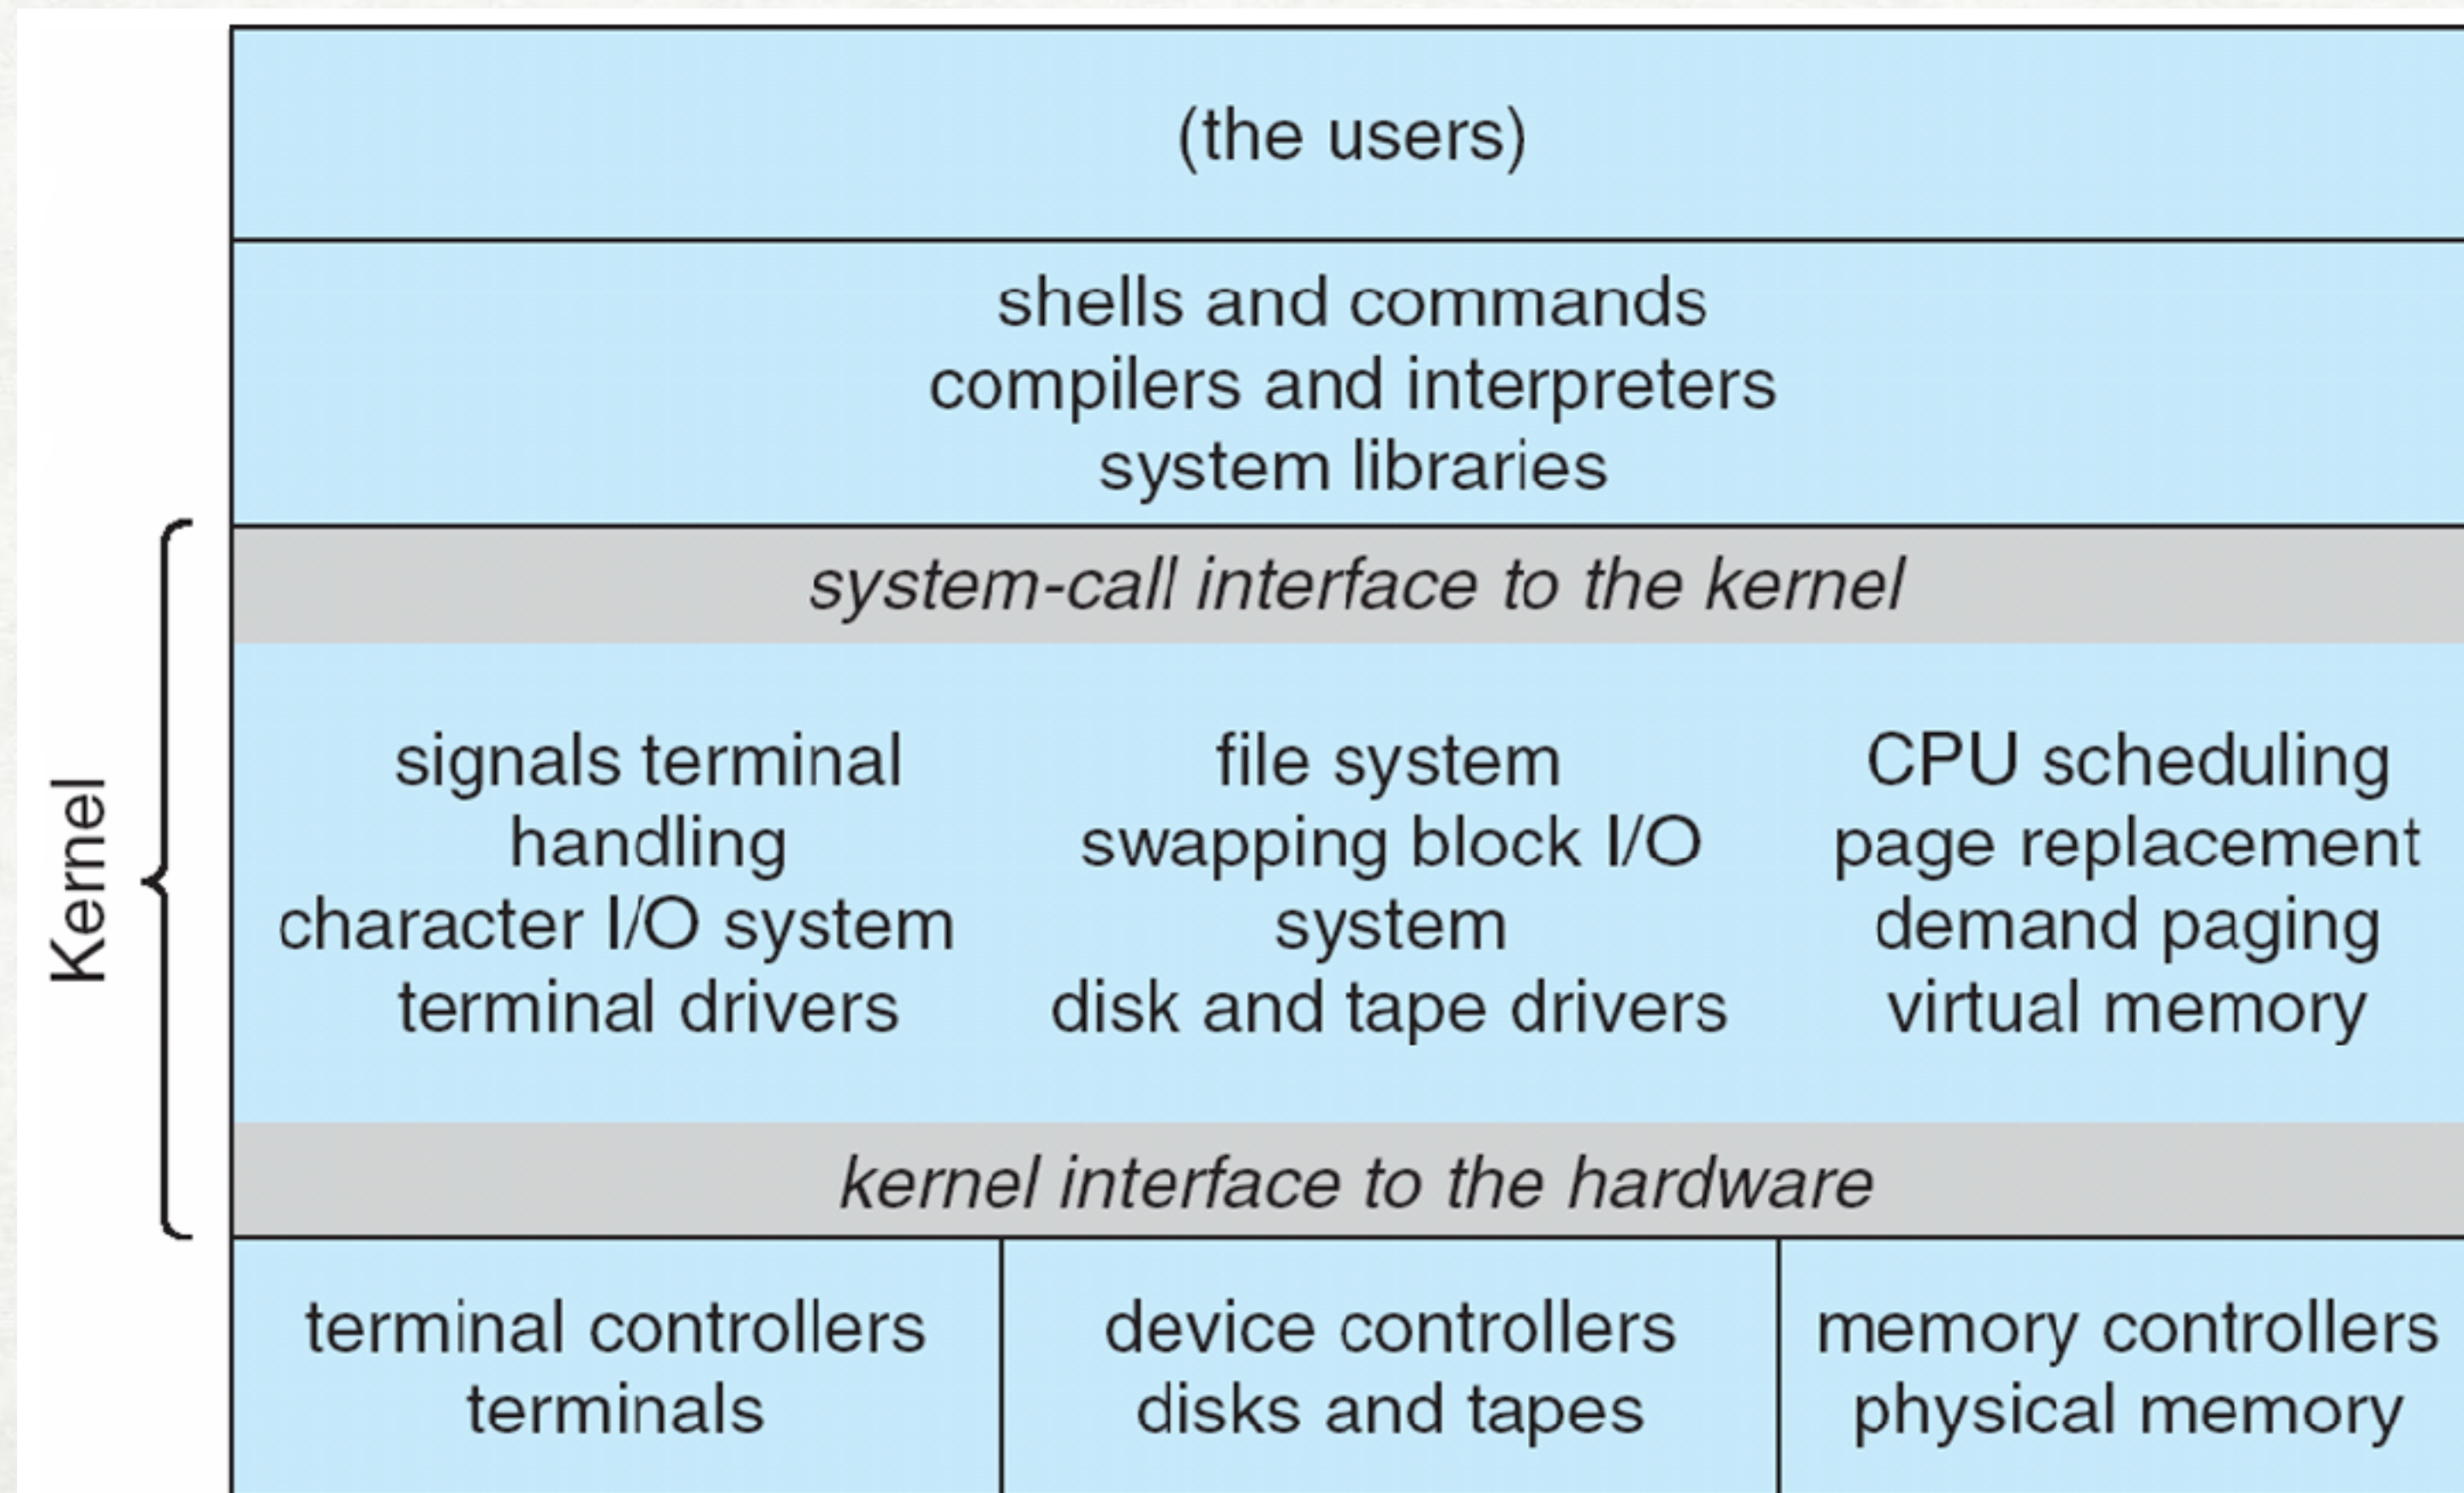 (the users)
shells and commands
compilers and interpreters
system libraries
Kernel
system-call interface to the kernel
signals terminal
handling
character I/O system
terminal drivers
file system
swapping block I/O
system
disk and tape drivers
CPU scheduling
page replacement
demand paging
virtual memory
kernel interface to the hardware
terminal controllers
terminals
device controllers
disks and tapes
memory controllers
physical memory